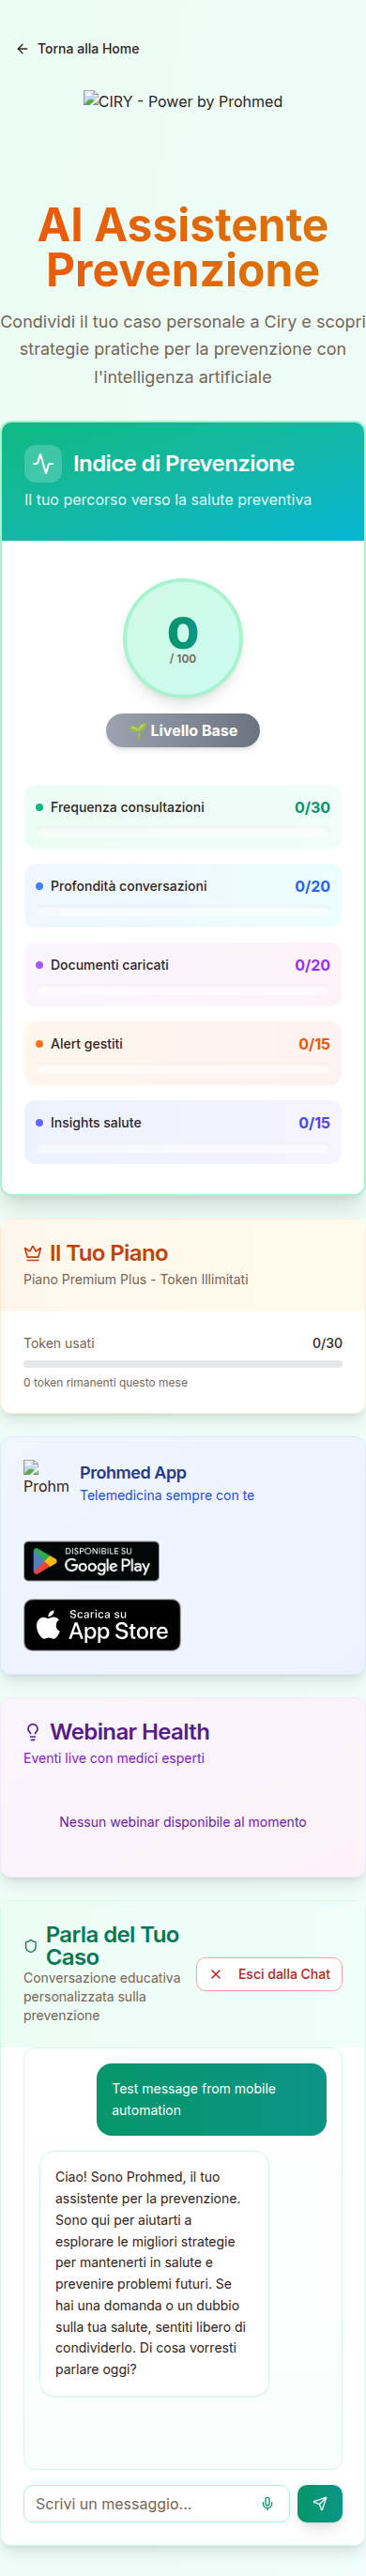 Torna alla Home
CIRY - Power by Prohmed
AI Assistente
Prevenzione
Condividi il tuo caso personale a Ciry e scopri
strategie pratiche per la prevenzione con
l'intelligenza artificiale
Indice di Prevenzione
Il tuo percorso verso la salute preventiva
0
/ 100
🌱 Livello Base
Frequenza consultazioni 0/30
Profondità conversazioni 0/20
Documenti caricati 0/20
Alert gestiti 0/15
Insights salute 0/15
Il Tuo Piano
Piano Premium Plus - Token Illimitati
Token usati 0/30
0 token rimanenti questo mese
Prohm
Prohmed App
Telemedicina sempre con te
DISPONIBILE SU
Google Play
Scarica su
App Store
Webinar Health
Eventi live con medici esperti
Nessun webinar disponibile al momento
Parla del Tuo
Caso
Conversazione educativa
personalizzata sulla
prevenzione
Esci dalla Chat
Test message from mobile
automation
Ciao! Sono Prohmed, il tuo
assistente per la prevenzione.
Sono qui per aiutarti a
esplorare le migliori strategie
per mantenerti in salute e
prevenire problemi futuri. Se
hai una domanda o un dubbio
sulla tua salute, sentiti libero di
condividerlo. Di cosa vorresti
parlare oggi?
Scrivi un messaggio...